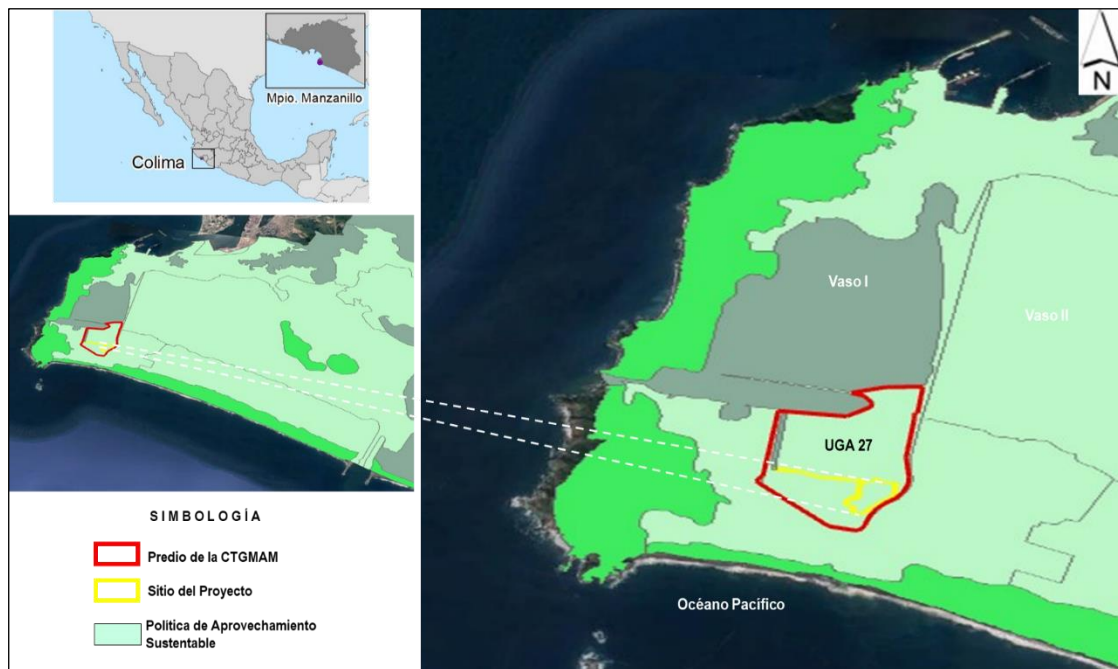 Mpio. Manzanillo
Colima
N
Vaso I
Vaso II
UGA 27
Océano Pacífico
SIMBOLOGÍA
Predio de la CTGMAM
Sitio del Proyecto
Política de Aprovechamiento
Sustentable